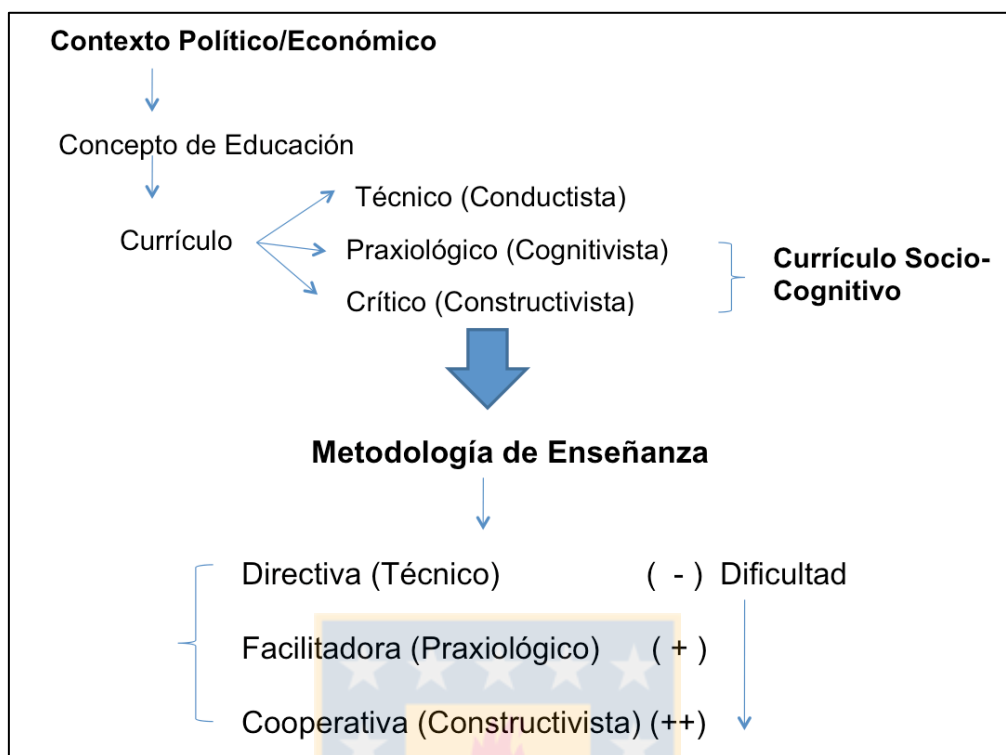 Contexto Político/Económico
Concepto de Educación
Currículo
Técnico (Conductista)
Praxiológico (Cognitivista)
Crítico (Constructivista)
Currículo Socio-
Cognitivo
Metodología de Enseñanza
Directiva (Técnico) ( - ) Dificultad
Facilitadora (Praxiológico) ( + )
Cooperativa (Constructivista) (++)